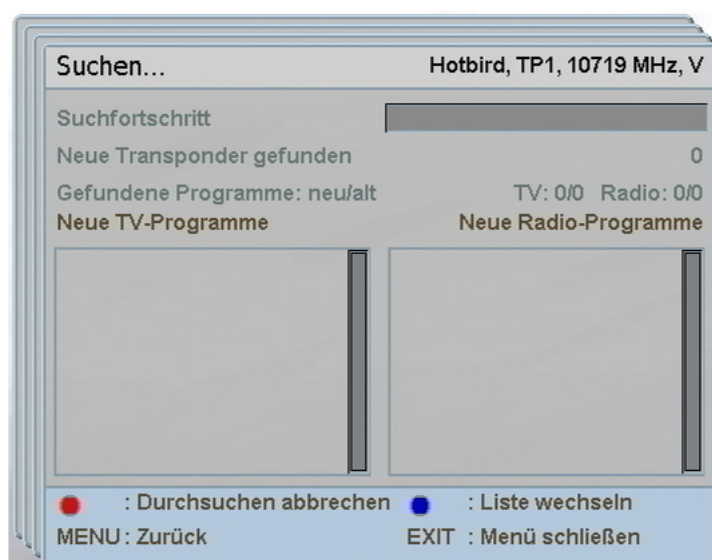 Suchen... Hotbird, TP1, 10719 MHz, V
Suchfortschritt
Neue Transponder gefunden 0
Gefundene Programme: neu/alt TV: 0/0 Radio: 0/0
Neue TV-Programme Neue Radio-Programme
: Durchsuchen abbrechen : Liste wechseln
MENU : Zurück EXIT : Menü schließen